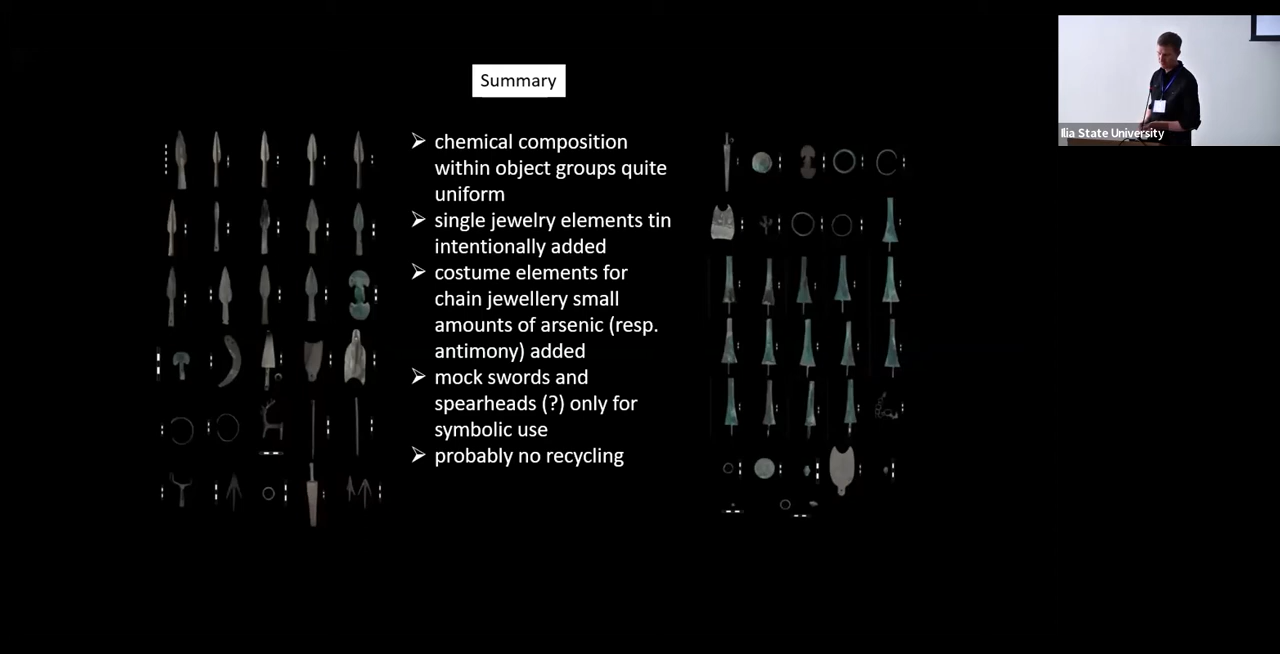 Summary
Ilia State University
➢ chemical composition
within object groups quite
uniform
➢ single jewelry elements tin
intentionally added
➢ costume elements for
chain jewellery small
amounts of arsenic (resp.
antimony) added
➢ mock swords and
spearheads (?) only for
symbolic use
➢ probably no recycling